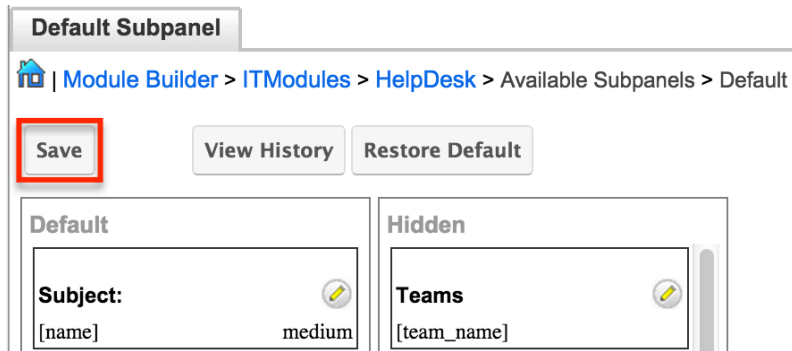 Default Subpanel
| Module Builder > ITModules > HelpDesk > Available Subpanels > Default
Save View History Restore Default
Default Hidden
Subject: Teams
[name] medium [team_name]